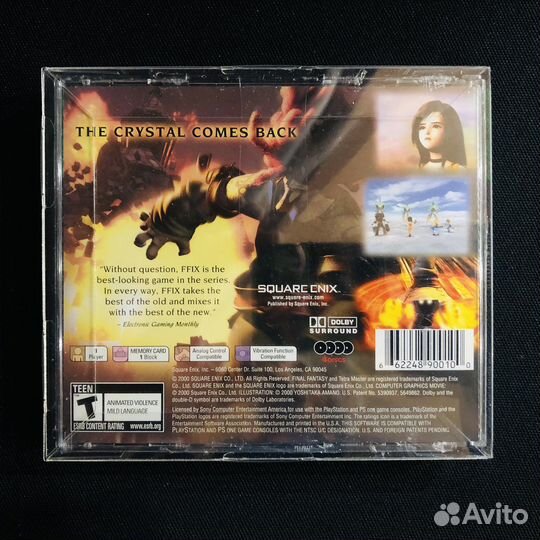 THE CRYSTAL COMES BACK
"Without question, FFIX is the
best-looking game in the series.
In every way, FFIX takes the
best of the old and mixes it
with the best of the new."
– Electronic Gaming Monthly
SQUARE ENIX
www.square-enix.com
Published by Square Enix, Inc.
DOLBY
SURROUND
4 DISCS
6 62248 90010 0
1
Player
MEMORY CARD
1 Block
Analog Control
Compatible
Vibration Function
Compatible
TEEN
T
ANIMATED VIOLENCE
MILD LANGUAGE
ESRB CONTENT RATING www.esrb.org
Square Enix, Inc. – 6060 Center Dr. Suite 100, Los Angeles, CA 90045
© 2000 SQUARE ENIX CO., LTD. All Rights Reserved. FINAL FANTASY and Tetra Master are registered trademarks of Square Enix
Co., Ltd. SQUARE ENIX and the SQUARE ENIX logo are registered trademarks of Square Enix Co., Ltd. COMPUTER GRAPHICS MOVIE:
© 2000 Square Enix Co., Ltd. ILLUSTRATION: © 2000 YOSHITAKA AMANO. U.S. Patent No. 5390937, 5649862. Dolby and the
double-D symbol are trademarks of Dolby Laboratories.
Licensed by Sony Computer Entertainment America for use with the PlayStation and PS one game consoles. PlayStation and the
PlayStation logos are registered trademarks of Sony Computer Entertainment Inc. The ratings icon is a trademark of the
Entertainment Software Association. Manufactured and printed in the U.S.A. THIS SOFTWARE IS COMPATIBLE WITH
PLAYSTATION AND PS ONE GAME CONSOLES WITH THE NTSC U/C DESIGNATION. U.S. AND FOREIGN PATENTS PENDING.
Avito